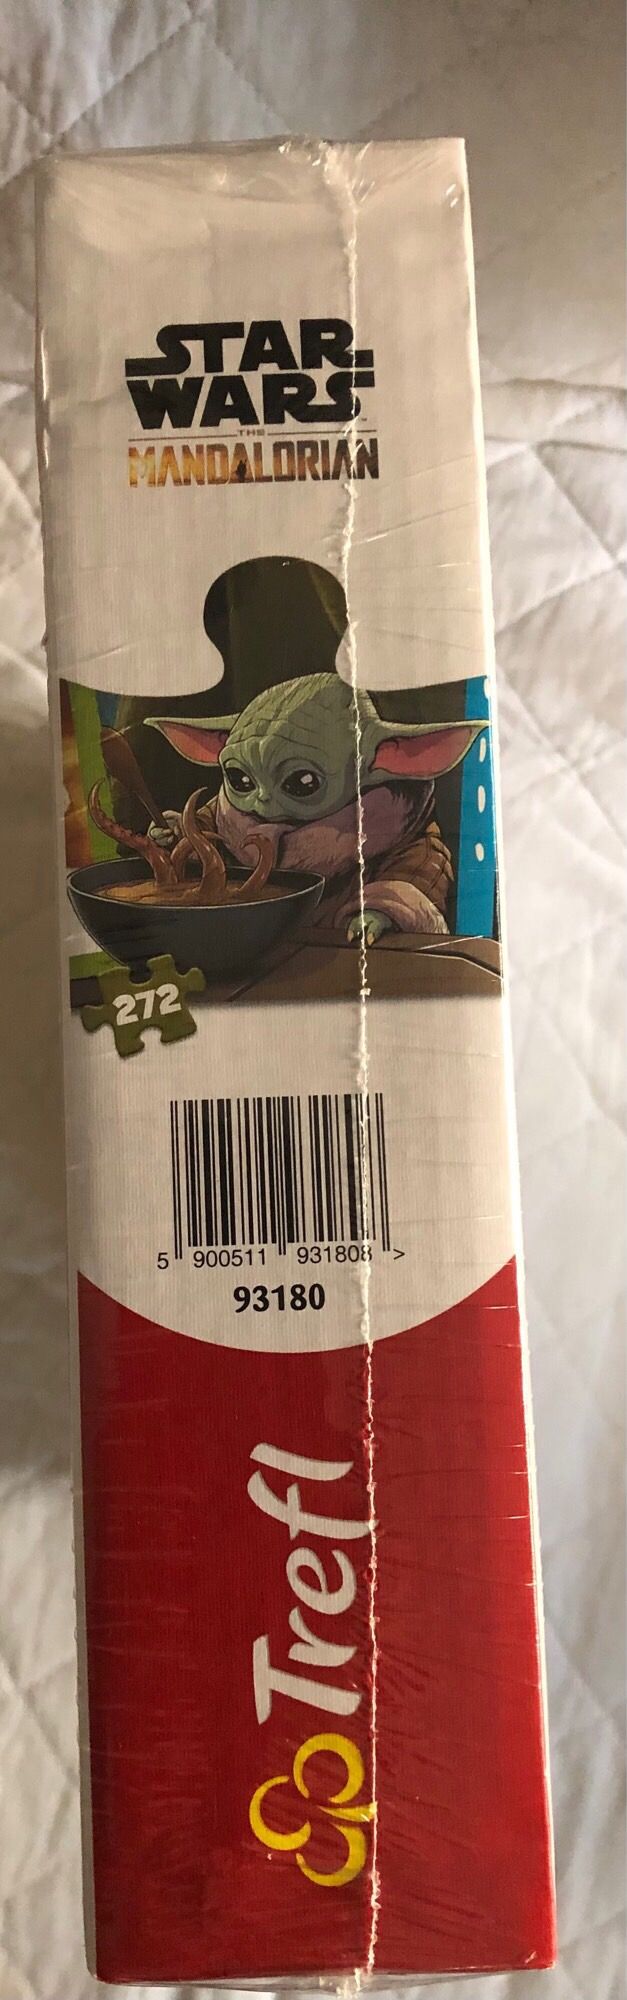 STAR
WARS
THE
MANDALORIAN
272
5 900511 931808 >
93180
Trefl